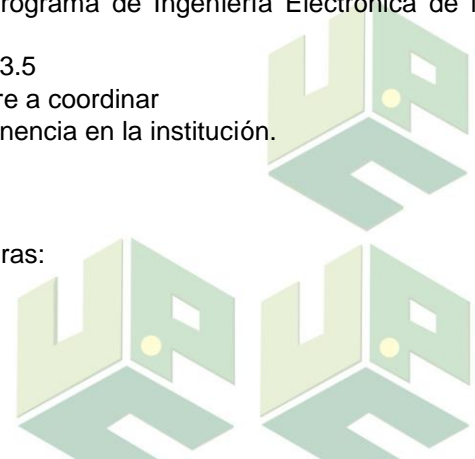 rograma de Ingeniería Electrónica de
3.5
re a coordinar
nencia en la institución.
ras: